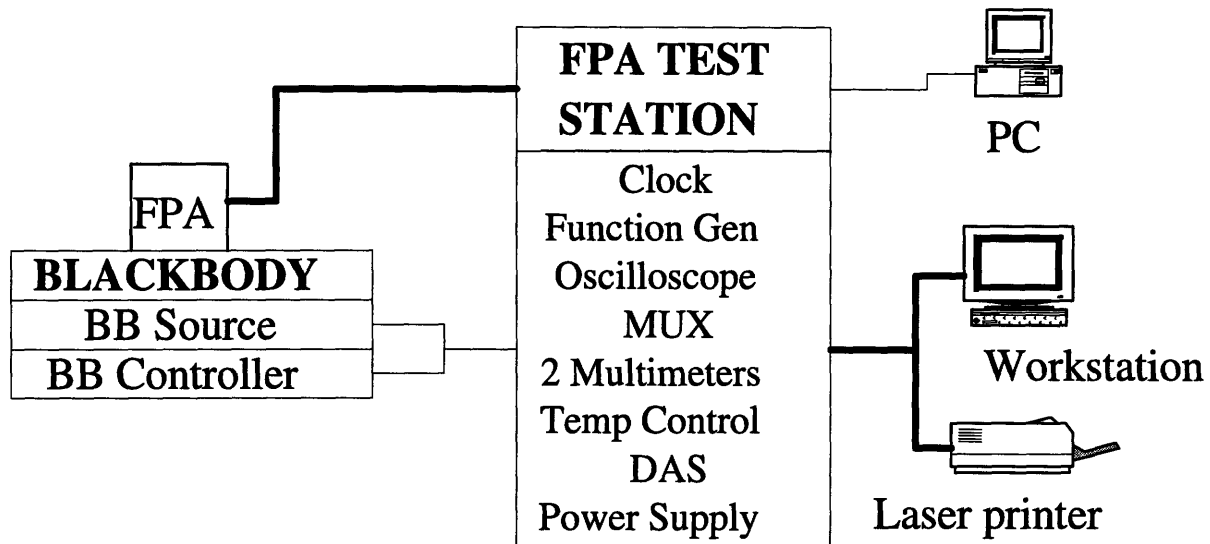 FPA TEST
STATION
Clock
Function Gen
Oscilloscope
MUX
2 Multimeters
Temp Control
DAS
Power Supply
FPA
BLACKBODY
BB Source
BB Controller
PC
Workstation
Laser printer